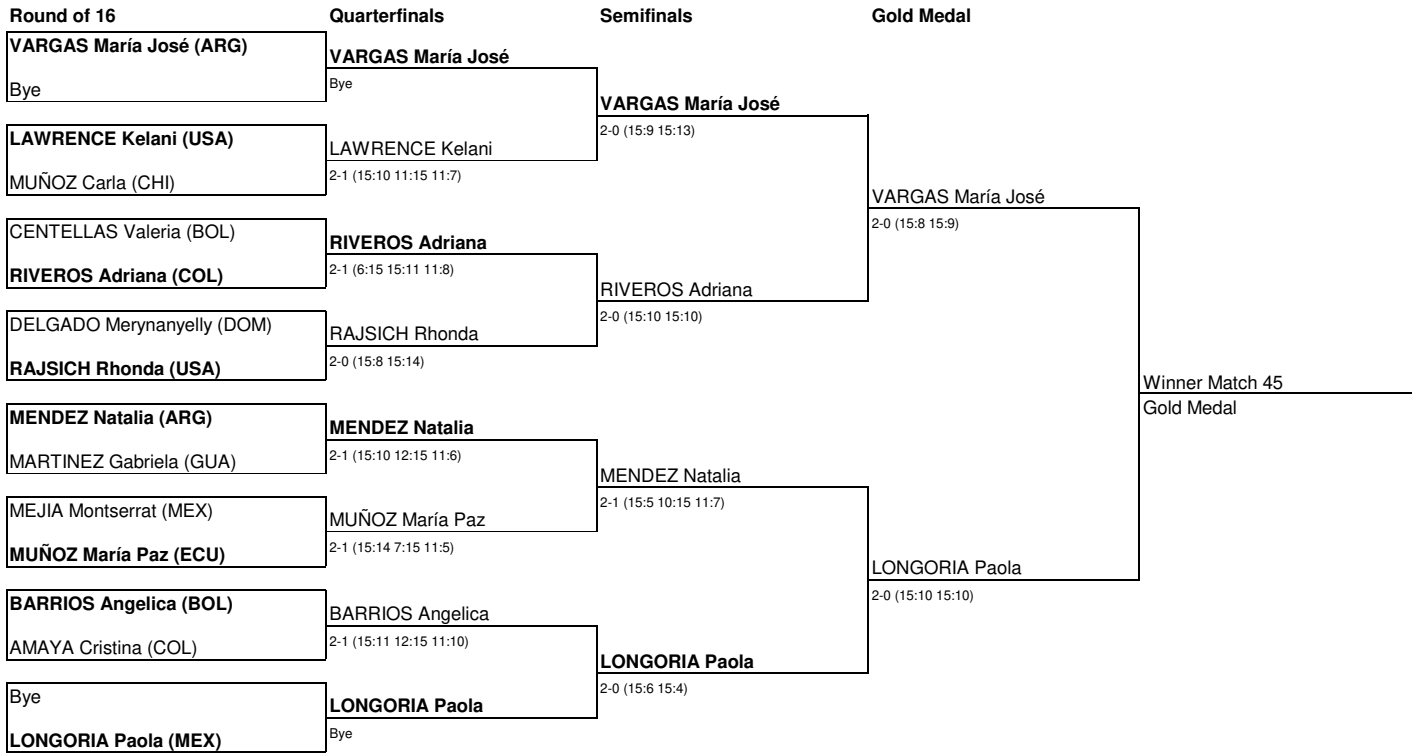 Round of 16
Quarterfinals
Semifinals
Gold Medal
VARGAS María José (ARG)
Bye
LAWRENCE Kelani (USA)
MUÑOZ Carla (CHI)
CENTELLAS Valeria (BOL)
RIVEROS Adriana (COL)
DELGADO Merynanyelly (DOM)
RAJSICH Rhonda (USA)
MENDEZ Natalia (ARG)
MARTINEZ Gabriela (GUA)
MEJIA Montserrat (MEX)
MUÑOZ María Paz (ECU)
BARRIOS Angelica (BOL)
AMAYA Cristina (COL)
Bye
LONGORIA Paola (MEX)
VARGAS María José
Bye
LAWRENCE Kelani
2-1 (15:10 11:15 11:7)
RIVEROS Adriana
2-1 (6:15 15:11 11:8)
RAJSICH Rhonda
2-0 (15:8 15:14)
MENDEZ Natalia
2-1 (15:10 12:15 11:6)
MUÑOZ María Paz
2-1 (15:14 7:15 11:5)
BARRIOS Angelica
2-1 (15:11 12:15 11:10)
LONGORIA Paola
Bye
VARGAS María José
2-0 (15:9 15:13)
RIVEROS Adriana
2-0 (15:10 15:10)
MENDEZ Natalia
2-1 (15:5 10:15 11:7)
LONGORIA Paola
2-0 (15:6 15:4)
VARGAS María José
2-0 (15:8 15:9)
LONGORIA Paola
2-0 (15:10 15:10)
Winner Match 45
Gold Medal